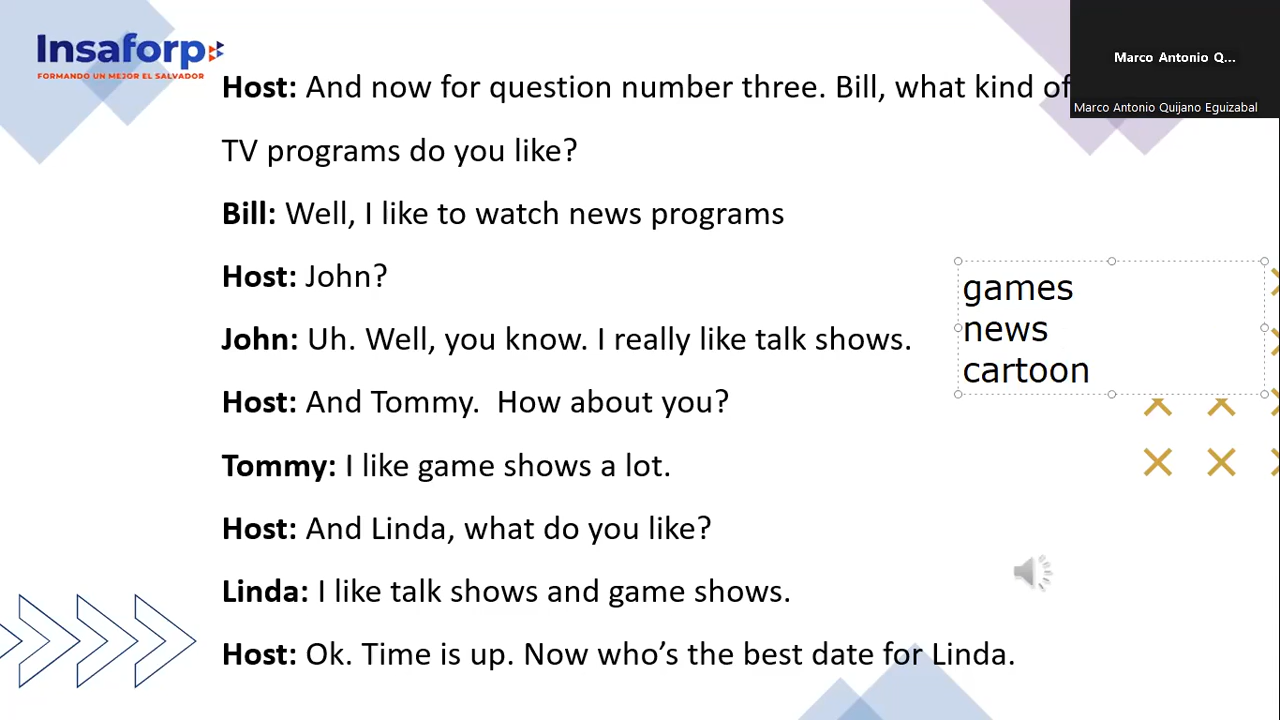 Insaforp
FORMANDO UN MEJOR EL SALVADOR
Marco Antonio Q...
Marco Antonio Quijano Eguizabal
Host: And now for question number three. Bill, what kind of
TV programs do you like?
Bill: Well, I like to watch news programs
Host: John?
John: Uh. Well, you know. I really like talk shows.
Host: And Tommy.  How about you?
Tommy: I like game shows a lot.
Host: And Linda, what do you like?
Linda: I like talk shows and game shows.
Host: Ok. Time is up. Now who’s the best date for Linda.
games
news
cartoon